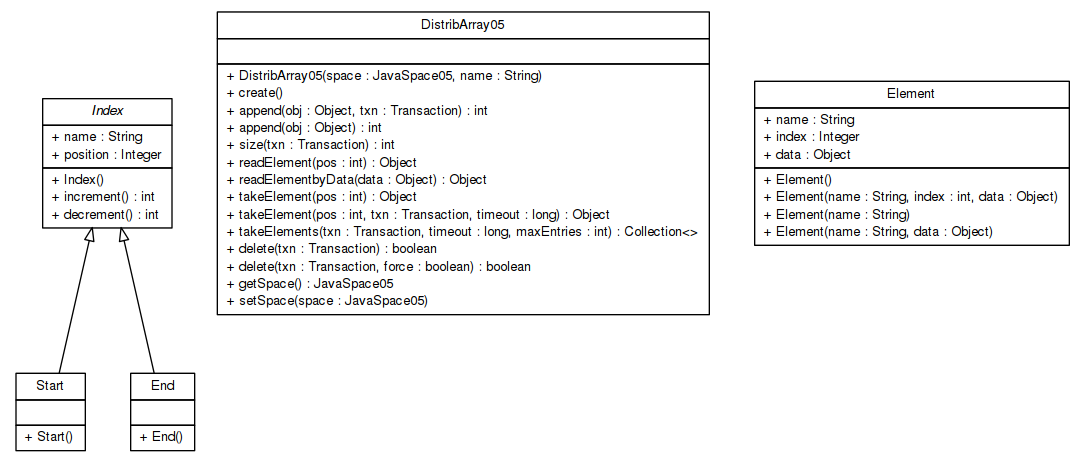 Index
+ name : String
+ position : Integer
+ Index()
+ increment() : int
+ decrement() : int
Start
+ Start()
End
+ End()
DistribArray05
+ DistribArray05(space : JavaSpace05, name : String)
+ create()
+ append(obj : Object, txn : Transaction) : int
+ append(obj : Object) : int
+ size(txn : Transaction) : int
+ readElement(pos : int) : Object
+ readElementbyData(data : Object) : Object
+ takeElement(pos : int) : Object
+ takeElement(pos : int, txn : Transaction, timeout : long) : Object
+ takeElements(txn : Transaction, timeout : long, maxEntries : int) : Collection<>
+ delete(txn : Transaction) : boolean
+ delete(txn : Transaction, force : boolean) : boolean
+ getSpace() : JavaSpace05
+ setSpace(space : JavaSpace05)
Element
+ name : String
+ index : Integer
+ data : Object
+ Element()
+ Element(name : String, index : int, data : Object)
+ Element(name : String)
+ Element(name : String, data : Object)